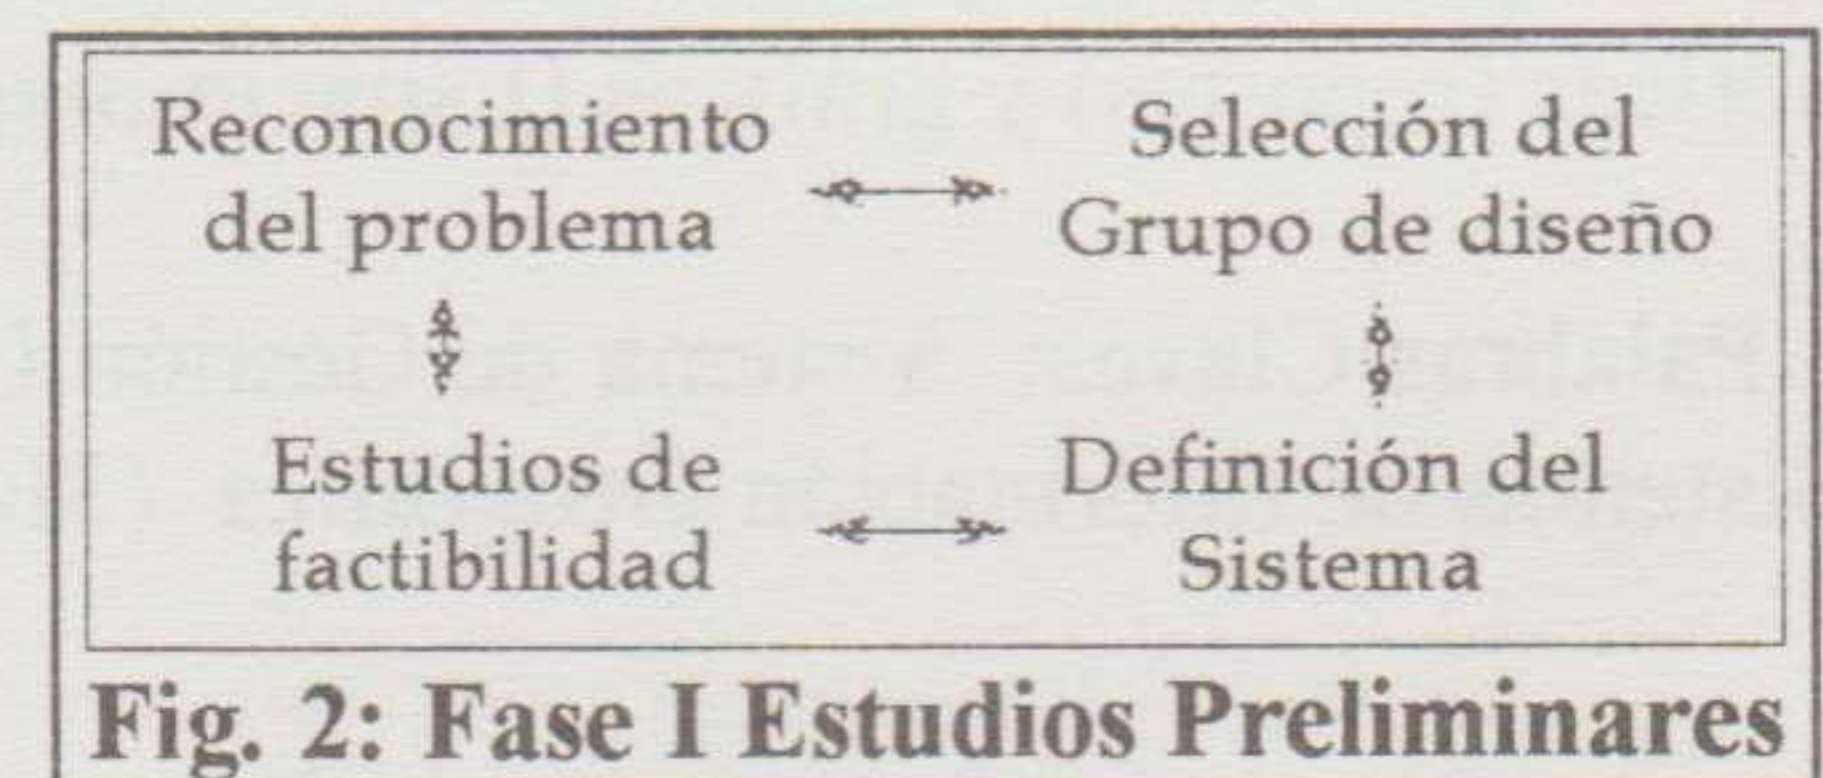 Reconocimiento
del problema
Selección del
Grupo de diseño
Estudios de
factibilidad
Definición del
Sistema
Fig. 2: Fase I Estudios Preliminares